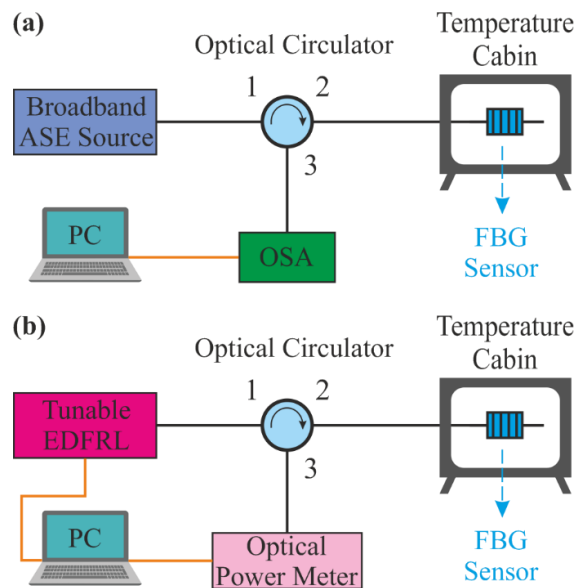 (a)
Optical Circulator
Temperature
Cabin
Broadband
ASE Source
1
2
3
PC
OSA
FBG
Sensor
(b)
Optical Circulator
Temperature
Cabin
Tunable
EDFRL
1
2
3
PC
Optical
Power Meter
FBG
Sensor